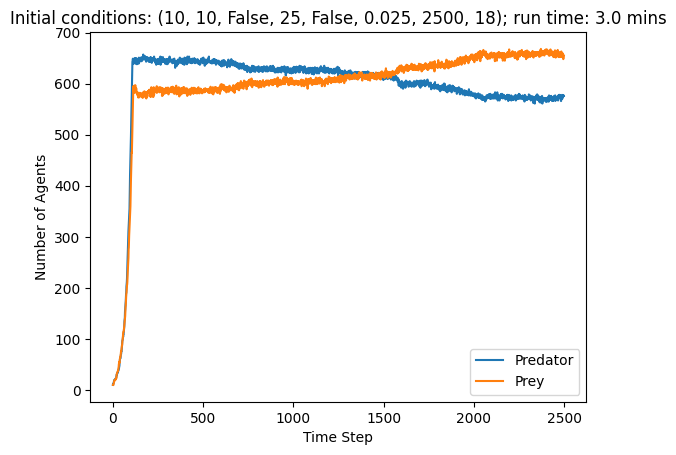 Initial conditions: (10, 10, False, 25, False, 0.025, 2500, 18); run time: 3.0 mins
700
600
500
400
300
200
100
0
Number of Agents
Predator
Prey
0
500
1000
1500
2000
2500
Time Step